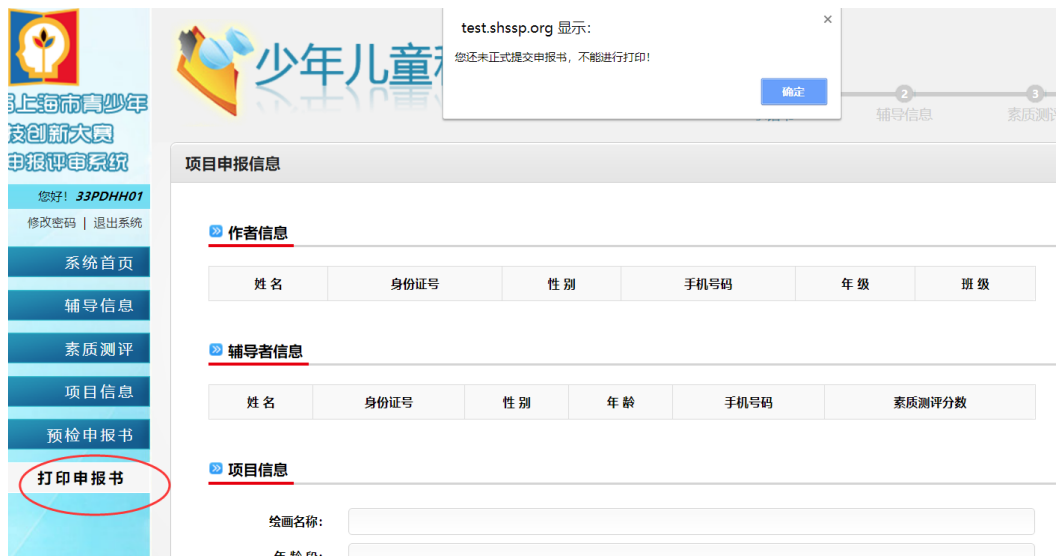 test.shssp.org 显示:
您还未正式提交申报书，不能进行打印!
确定
少年儿童
2
辅导信息
3
素质测评
上海市青少年
技创新大赛
申报评审系统
您好! 33PDHH01
修改密码 | 退出系统
系统首页
辅导信息
素质测评
项目信息
预检申报书
打印申报书
项目申报信息
作者信息
姓 名 身份证号 性 别 手机号码 年 级 班 级
辅导者信息
姓 名 身份证号 性 别 年 龄 手机号码 素质测评分数
项目信息
绘画名称:
年 龄 段: